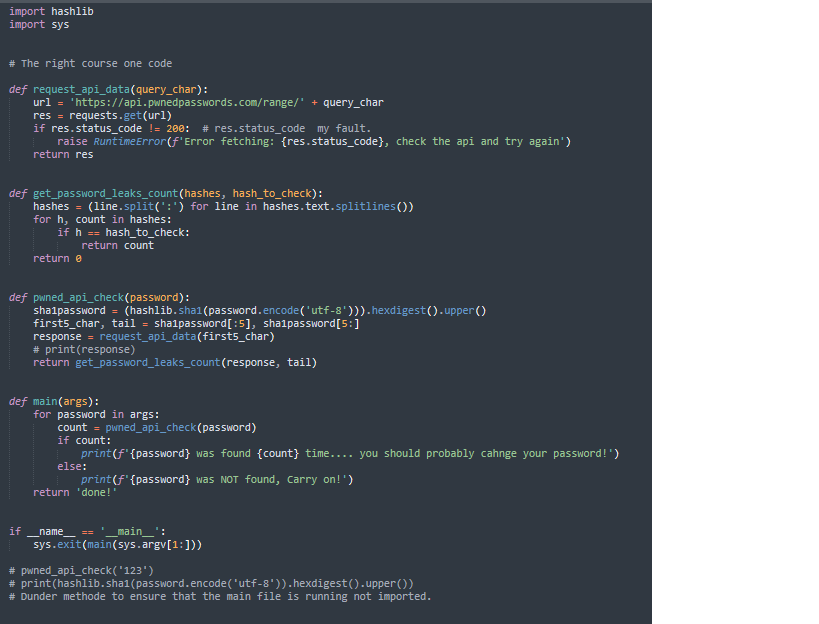 import hashlib
import sys
# The right course one code
def request_api_data(query_char):
url = 'https://api.pwnedpasswords.com/range/' + query_char
res = requests.get(url)
if res.status_code != 200:  # res.status_code  my fault.
raise RuntimeError(f'Error fetching: {res.status_code}, check the api and try again')
return res
def get_password_leaks_count(hashes, hash_to_check):
hashes = (line.split(':') for line in hashes.text.splitlines())
for h, count in hashes:
if h == hash_to_check:
return count
return 0
def pwned_api_check(password):
sha1password = (hashlib.sha1(password.encode('utf-8'))).hexdigest().upper()
first5_char, tail = sha1password[:5], sha1password[5:]
response = request_api_data(first5_char)
# print(response)
return get_password_leaks_count(response, tail)
def main(args):
for password in args:
count = pwned_api_check(password)
if count:
print(f'{password} was found {count} time.... you should probably cahnge your password!')
else:
print(f'{password} was NOT found, Carry on!')
return 'done!'
if __name__ == '__main__':
sys.exit(main(sys.argv[1:]))
# pwned_api_check('123')
# print(hashlib.sha1(password.encode('utf-8')).hexdigest().upper())
# Dunder methode to ensure that the main file is running not imported.